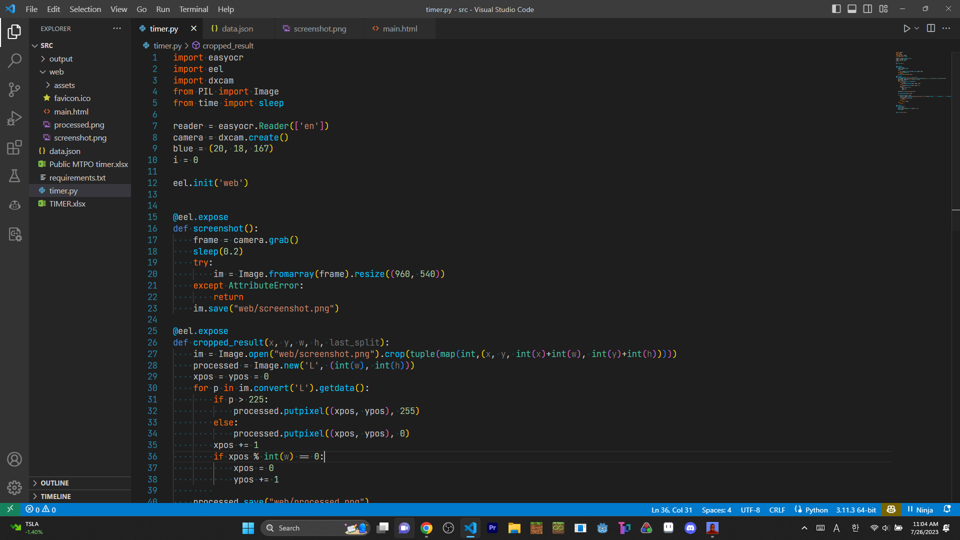 File Edit Selection View Go Run Terminal Help
timer.py - src - Visual Studio Code
EXPLORER
timer.py
data.json
screenshot.png
main.html
timer.py > cropped_result
SRC
output
web
assets
favicon.ico
main.html
processed.png
screenshot.png
data.json
Public MTPO timer.xlsx
requirements.txt
timer.py
TIMER.xlsx
OUTLINE
TIMELINE
1 import easyocr
2 import eel
3 import dxcam
4 from PIL import Image
5 from time import sleep
6
7 reader = easyocr.Reader(['en'])
8 camera = dxcam.create()
9 blue = (20, 18, 167)
10 i = 0
11
12 eel.init('web')
13
14
15 @eel.expose
16 def screenshot():
17 frame = camera.grab()
18 sleep(0.2)
19 try:
20 im = Image.fromarray(frame).resize((960, 540))
21 except AttributeError:
22 return
23 im.save("web/screenshot.png")
24
25 @eel.expose
26 def cropped_result(x, y, w, h, last_split):
27 im = Image.open("web/screenshot.png").crop(tuple(map(int,(x, y, int(x)+int(w), int(y)+int(h)))))
28 processed = Image.new('L', (int(w), int(h)))
29 xpos = ypos = 0
30 for p in im.convert('L').getdata():
31 if p > 225:
32 processed.putpixel((xpos, ypos), 255)
33 else:
34 processed.putpixel((xpos, ypos), 0)
35 xpos += 1
36 if xpos % int(w) == 0:
37 xpos = 0
38 ypos += 1
39
40 processed.save("web/processed.png")
0 0
Ln 36, Col 31
Spaces: 4
UTF-8
CRLF
Python
3.11.3 64-bit
Ninja
TSLA
-1.40%
Search
A
한
11:04 AM
7/26/2023